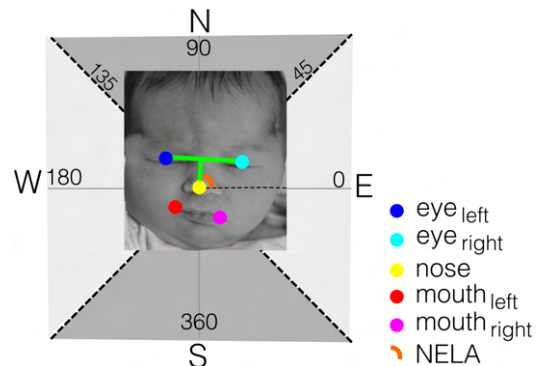 N
90
135
45
W 180
0 E
eye left
eye right
nose
mouth left
mouth right
NELA
360
S